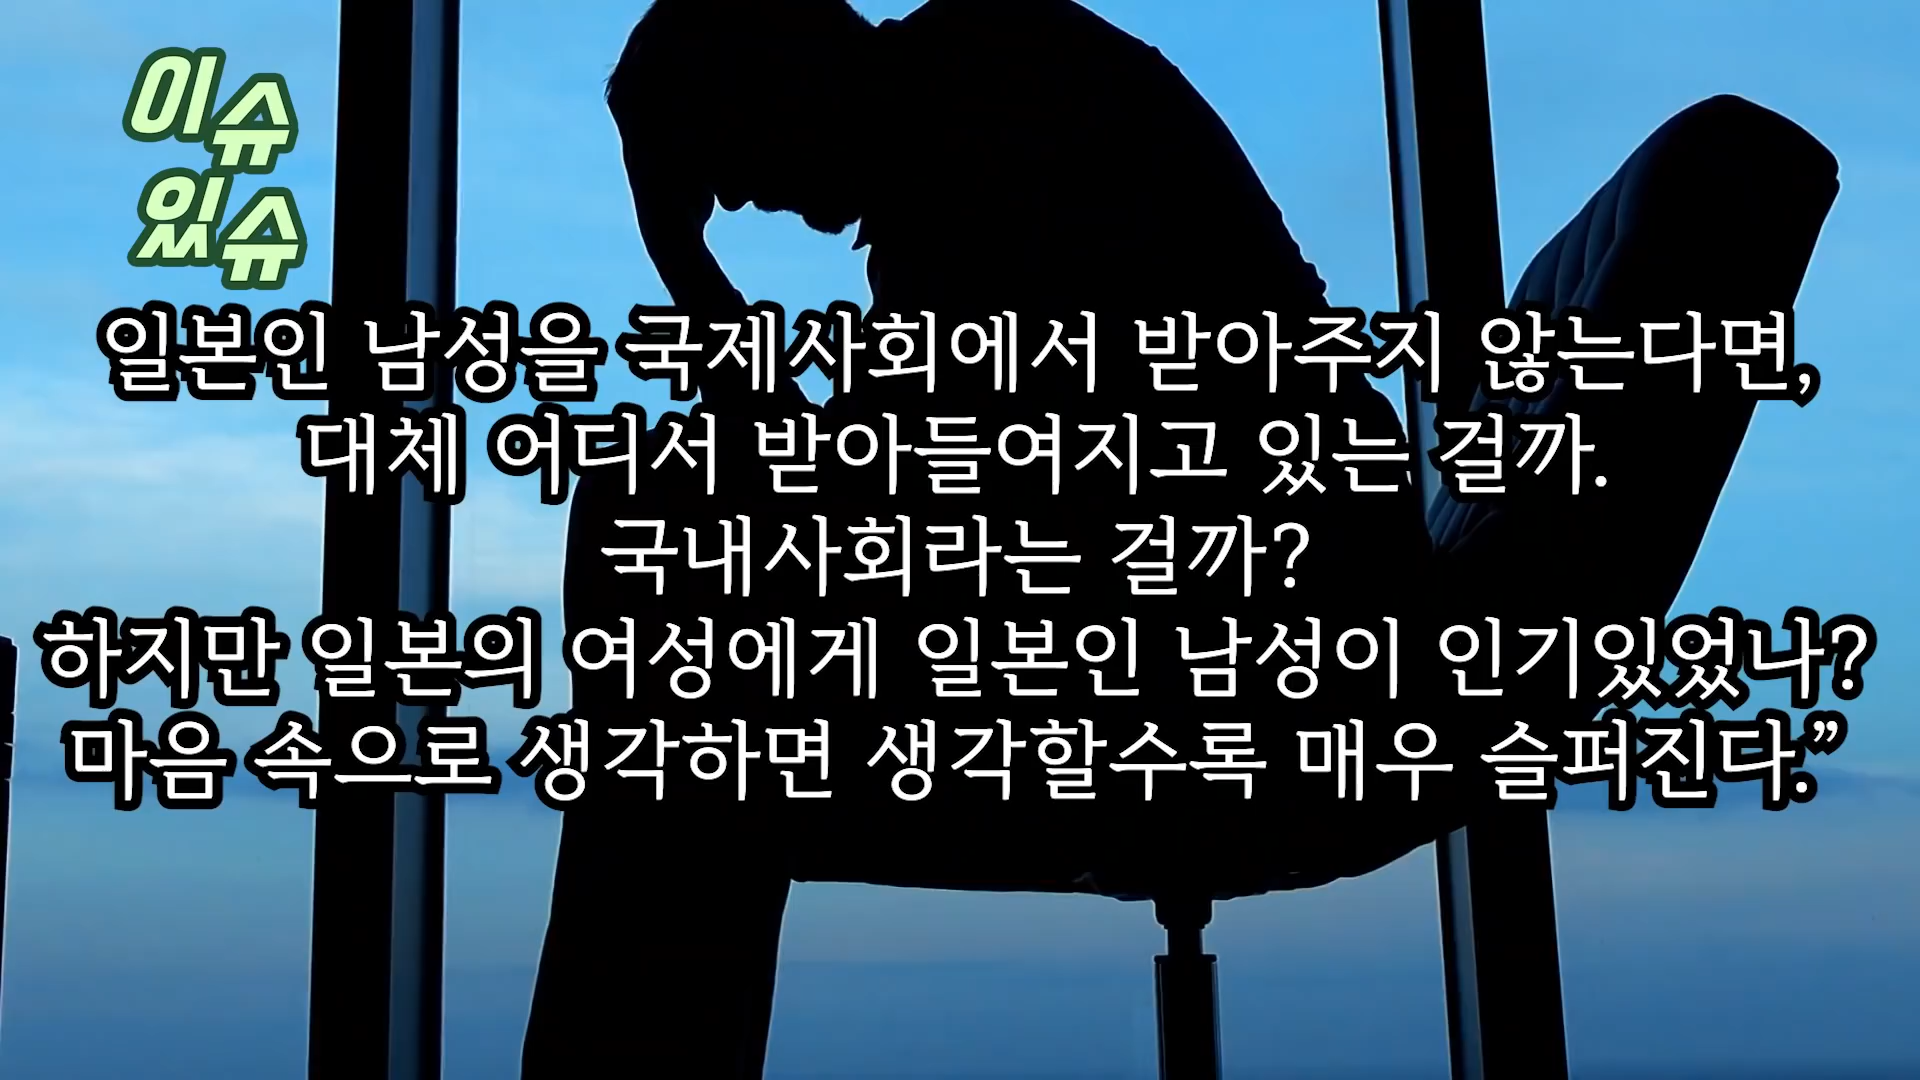 이슈
있슈
일본인 남성을 국제사회에서 받아주지 않는다면,
대체 어디서 받아들여지고 있는 걸까.
국내사회라는 걸까?
하지만 일본의 여성에게 일본인 남성이 인기있었나?
마음 속으로 생각하면 생각할수록 매우 슬퍼진다.”